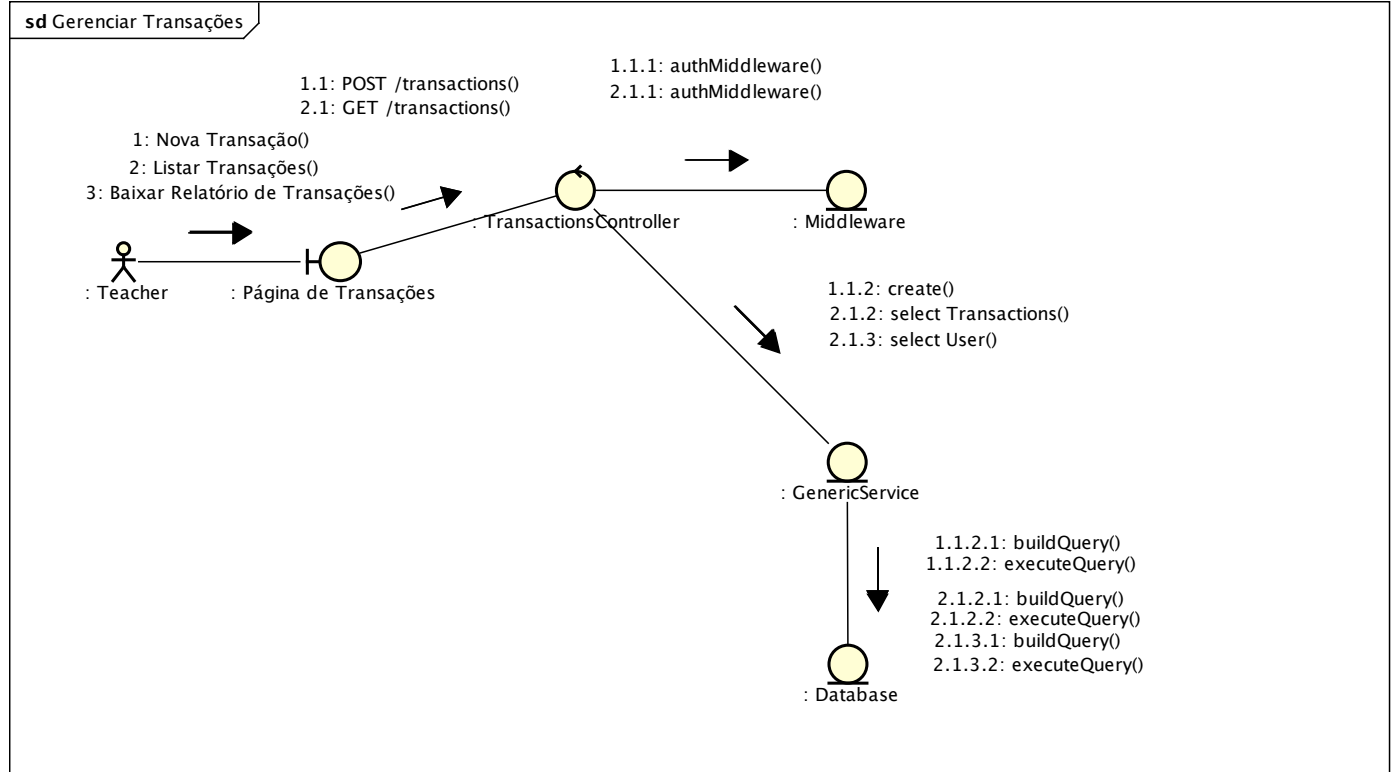 sd Gerenciar Transações
1.1: POST /transactions()
2.1: GET /transactions()
1.1.1: authMiddleware()
2.1.1: authMiddleware()
1: Nova Transação()
2: Listar Transações()
3: Baixar Relatório de Transações()
: TransactionsController
: Middleware
: Teacher
: Página de Transações
1.1.2: create()
2.1.2: select Transactions()
2.1.3: select User()
: GenericService
1.1.2.1: buildQuery()
1.1.2.2: executeQuery()
2.1.2.1: buildQuery()
2.1.2.2: executeQuery()
2.1.3.1: buildQuery()
2.1.3.2: executeQuery()
: Database